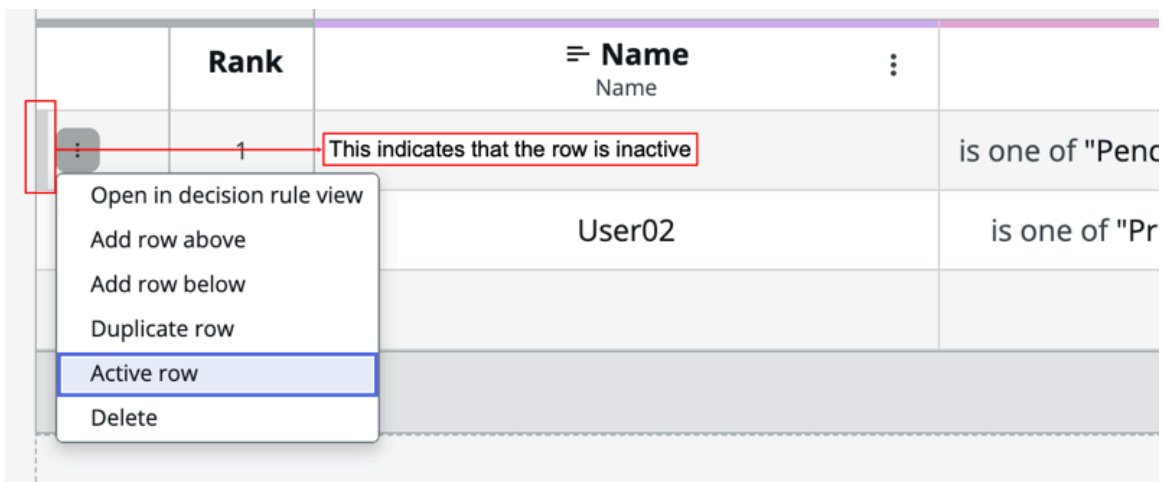 Rank
Name
Name
1
This indicates that the row is inactive
is one of "Pend
Open in decision rule view
Add row above
Add row below
Duplicate row
Active row
Delete
User02
is one of "Pr